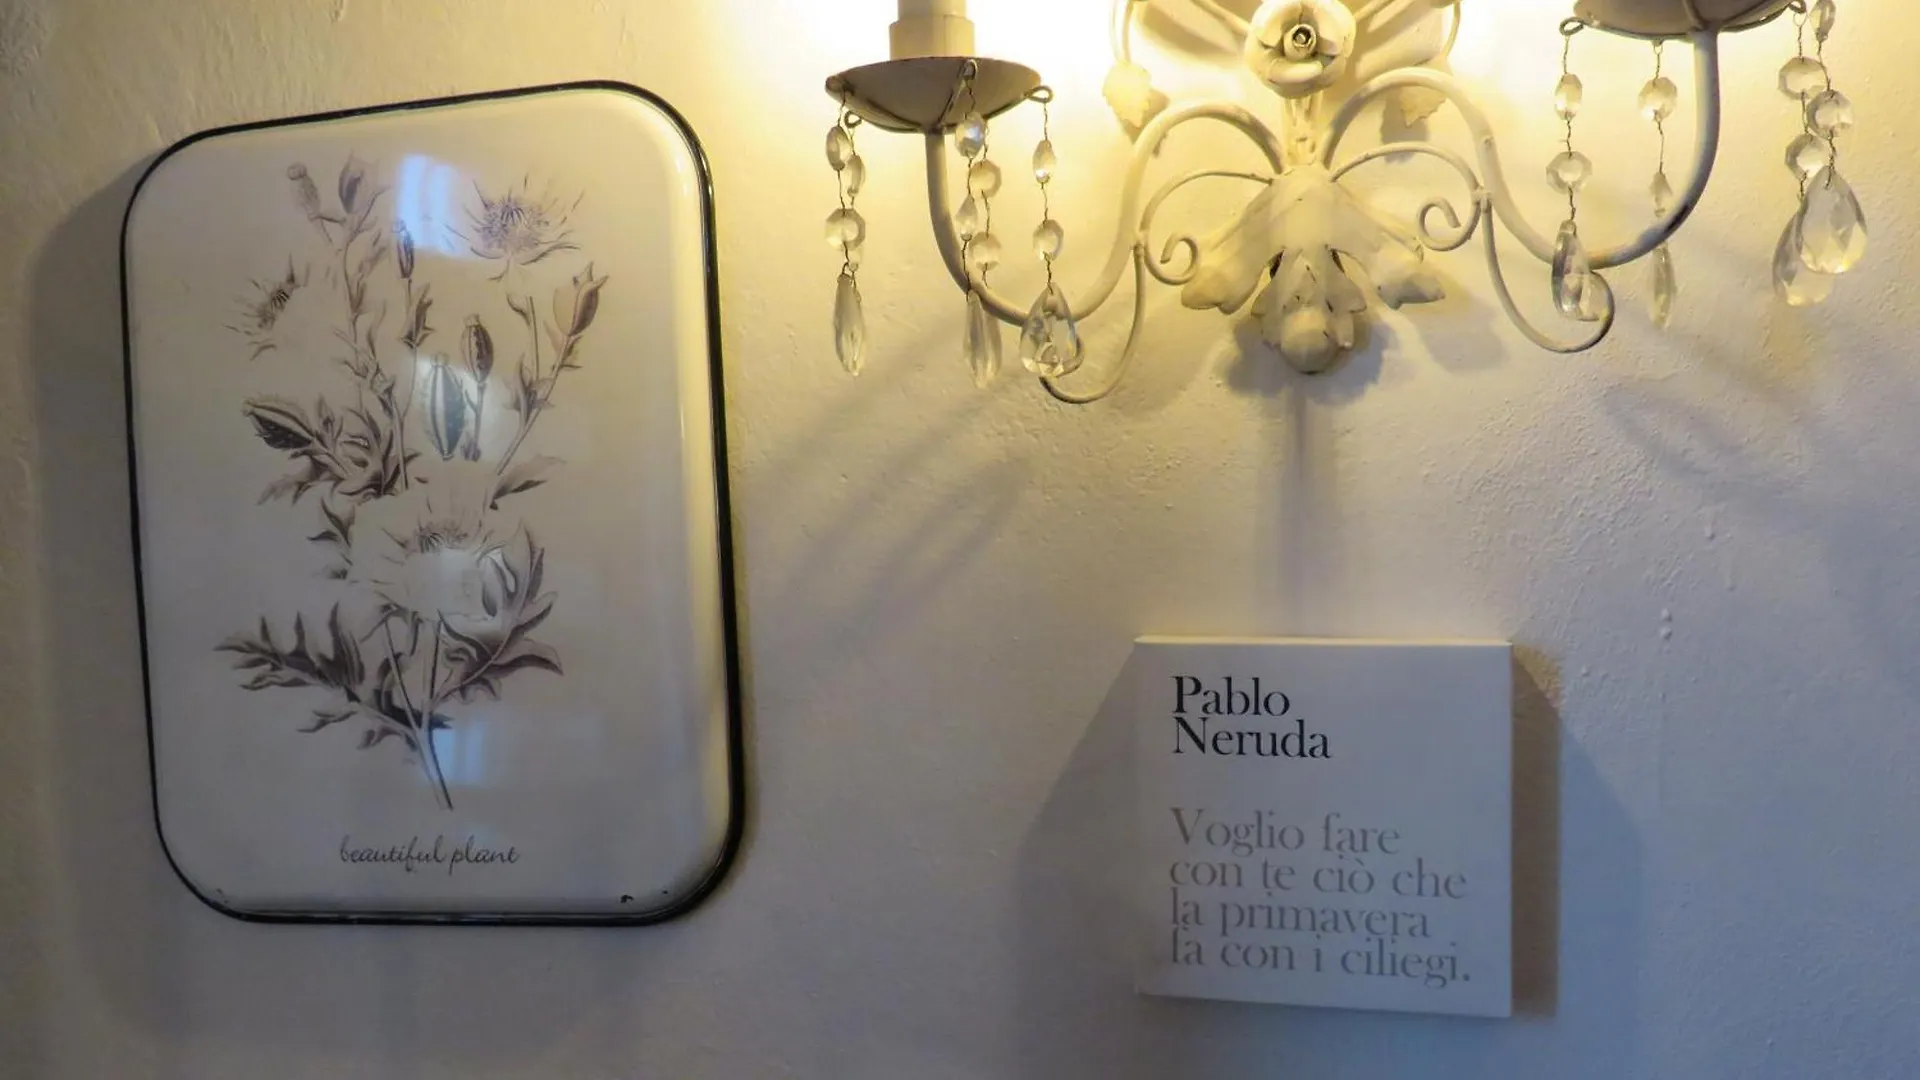 beautiful plant
Pablo
Neruda
Voglio fare
con te ciò che
la primavera
fa con i ciliegi.